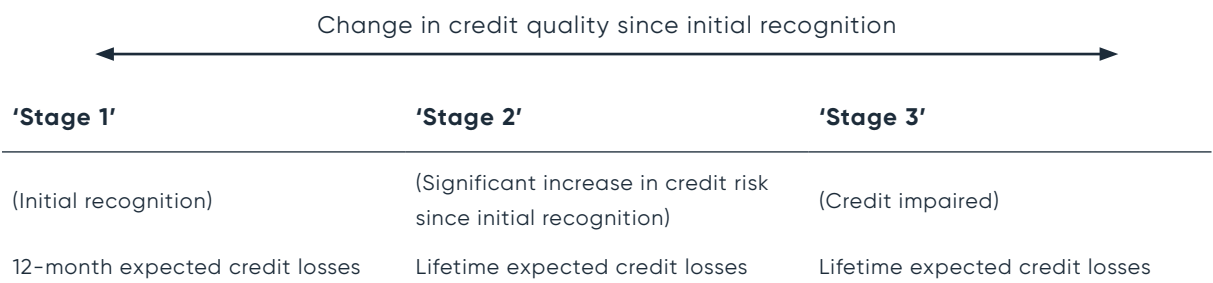 Change in credit quality since initial recognition
‘Stage 1’
‘Stage 2’
‘Stage 3’
(Initial recognition)
(Significant increase in credit risk
since initial recognition)
(Credit impaired)
12-month expected credit losses
Lifetime expected credit losses
Lifetime expected credit losses